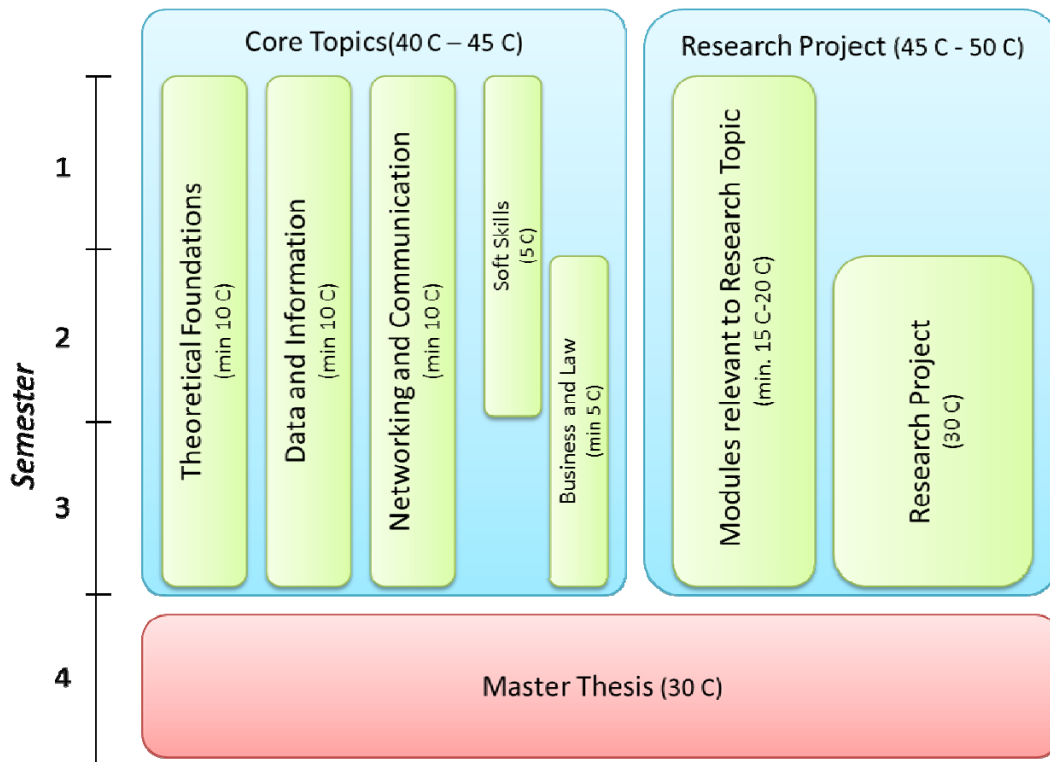 Core Topics(40 C – 45 C)
Research Project (45 C - 50 C)
Semester
1
2
3
4
Theoretical Foundations
(min 10 C)
Data and Information
(min 10 C)
Networking and Communication
(min 10 C)
Soft Skills
(5 C)
Business and Law
(min 5 C)
Modules relevant to Research Topic
(min. 15 C-20 C)
Research Project
(30 C)
Master Thesis (30 C)